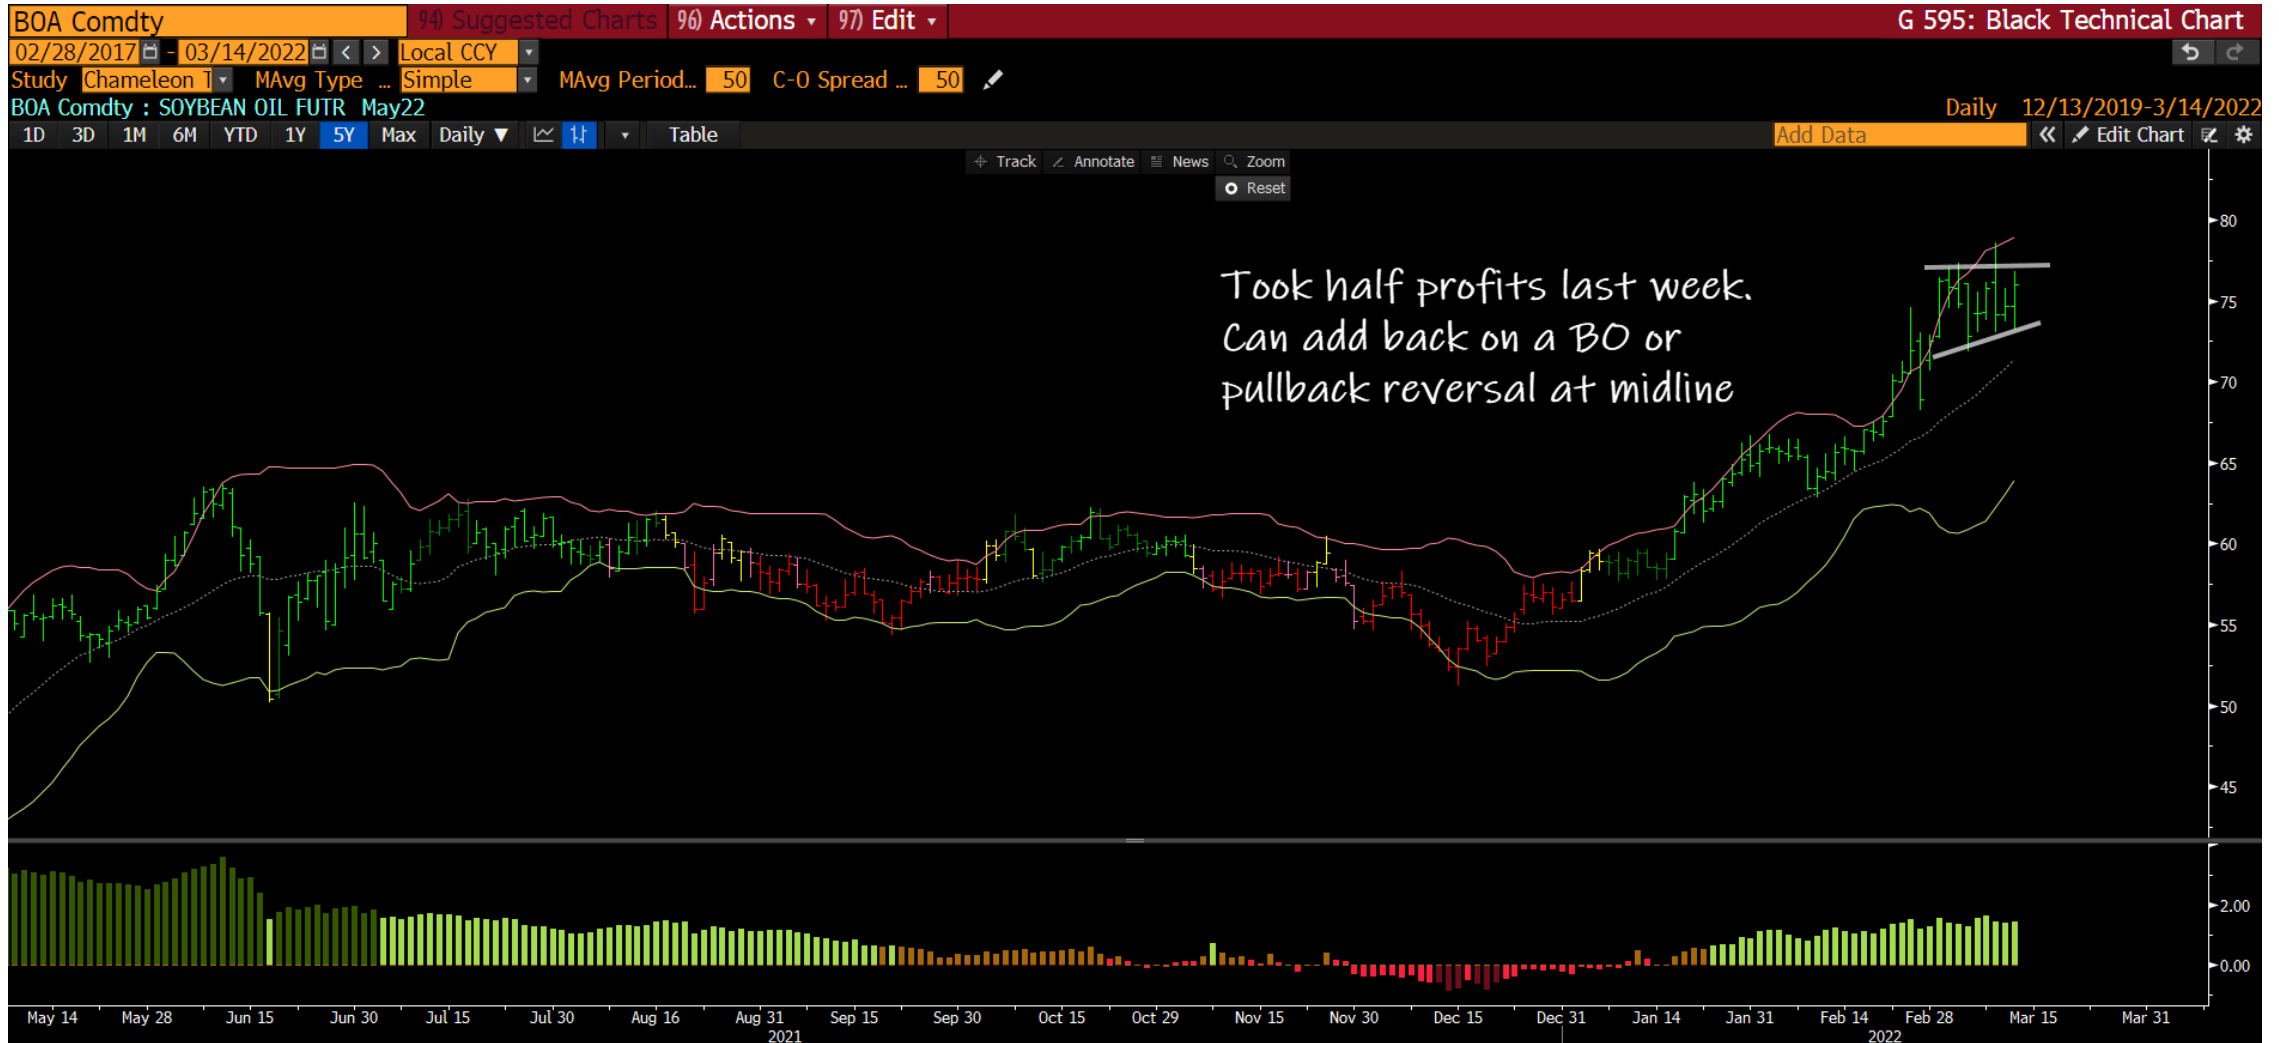 BOA Comdty 94) Suggested Charts 96) Actions 97) Edit G 595: Black Technical Chart
02/28/2017 - 03/14/2022 Local CCY
Study Chameleon T MAvg Type ... Simple MAvg Period... 50 C-O Spread ... 50
BOA Comdty : SOYBEAN OIL FUTR May22 Daily 12/13/2019-3/14/2022
1D 3D 1M 6M YTD 1Y 5Y Max Daily ▼ Table Add Data « Edit Chart
Track Annotate News Zoom
Reset
80
Took half profits last week.
75
Can add back on a BO or
pullback reversal at midline
70
65
60
55
50
45
2.00
0.00
May 14 May 28 Jun 15 Jun 30 Jul 15 Jul 30 Aug 16 Aug 31 Sep 15 Sep 30 Oct 15 Oct 29 Nov 15 Nov 30 Dec 15 Dec 31 Jan 14 Jan 31 Feb 14 Feb 28 Mar 15 Mar 31
2021 2022